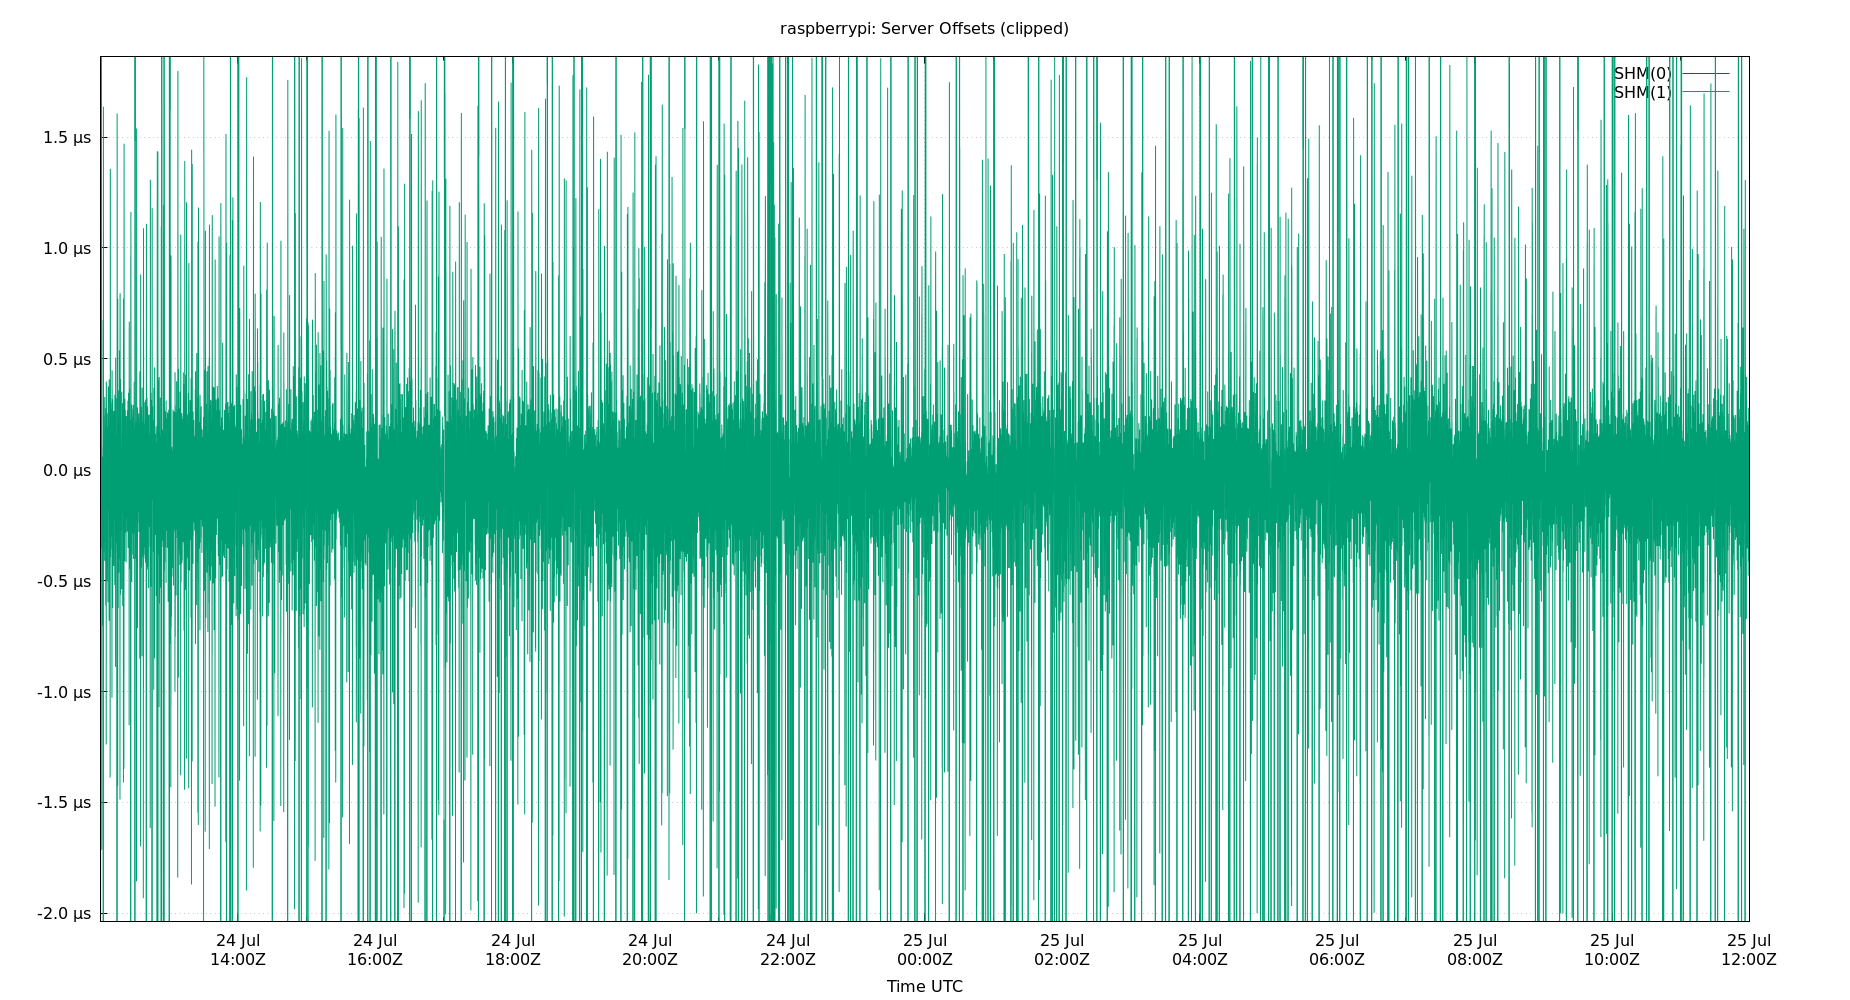 raspberrypi: Server Offsets (clipped)
SHM(0)
SHM(1)
1.5 µs
1.0 µs
0.5 µs
0.0 µs
-0.5 µs
-1.0 µs
-1.5 µs
-2.0 µs
24 Jul 24 Jul 24 Jul 24 Jul 24 Jul 25 Jul 25 Jul 25 Jul 25 Jul 25 Jul 25 Jul 25 Jul
14:00Z 16:00Z 18:00Z 20:00Z 22:00Z 00:00Z 02:00Z 04:00Z 06:00Z 08:00Z 10:00Z 12:00Z
Time UTC